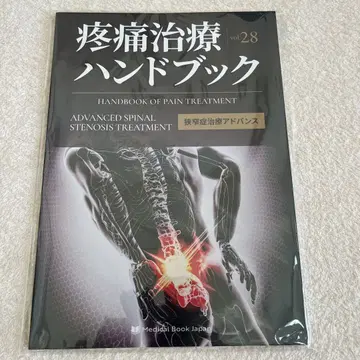 疼痛治療 vol.28
ハンドブック
HANDBOOK OF PAIN TREATMENT
ADVANCED SPINAL
STENOSIS TREATMENT
狭窄症治療アドバンス
Medical Book Japan